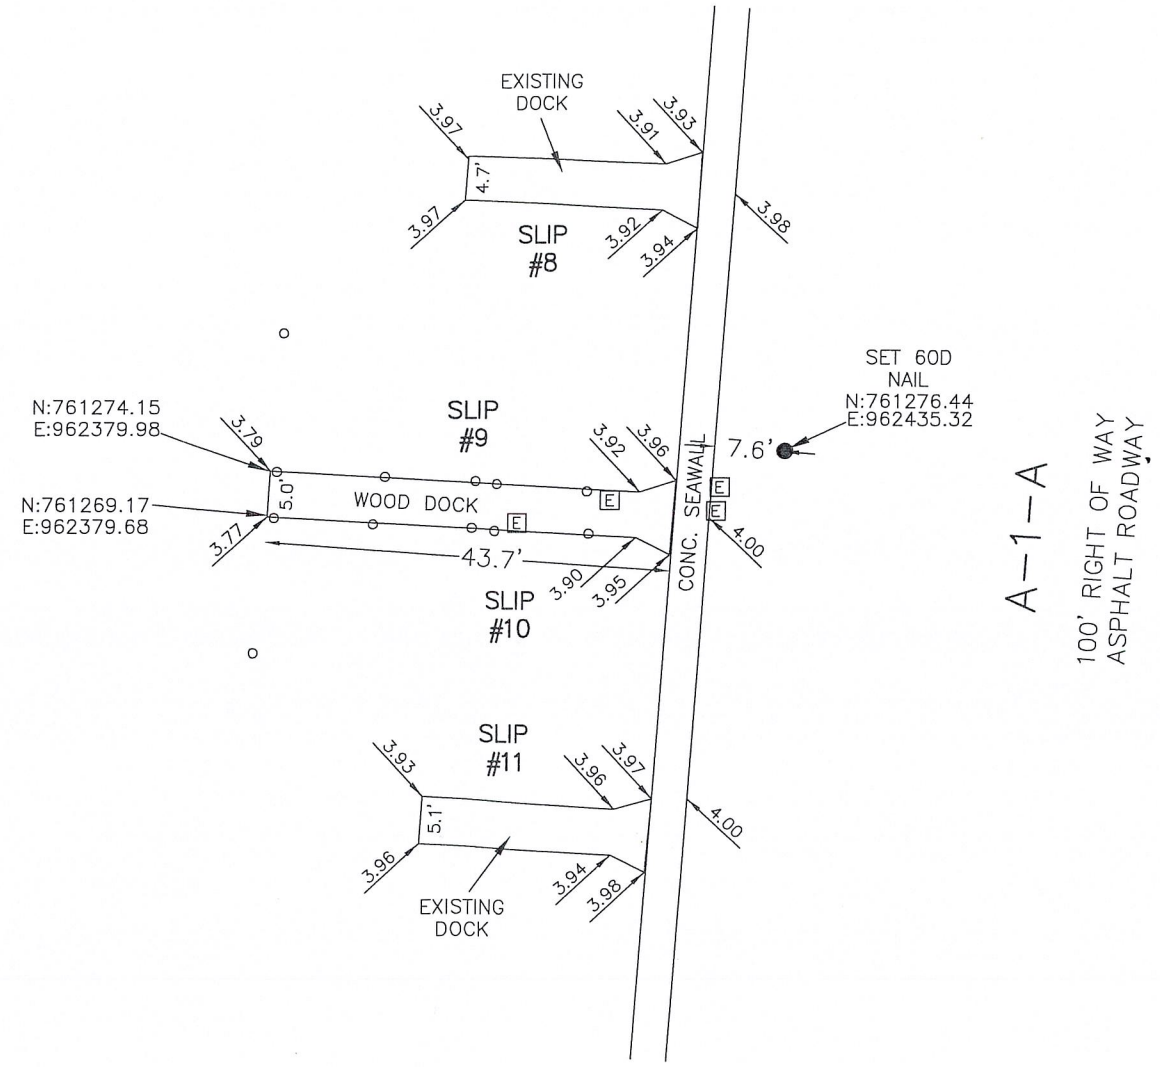 EXISTING
DOCK
3.97
3.91
3.93
4.7'
3.97
3.92
3.94
3.98
SLIP
#8
SET 60D
NAIL
N:761276.44
E:962435.32
N:761274.15
E:962379.98
3.79
SLIP
#9
3.92
3.96
7.6'
N:761269.17
E:962379.68
5.0'
WOOD DOCK
E
E
E
E
3.77
43.7'
3.90
3.95
4.00
CONC. SEAWALL
SLIP
#10
A-1-A
100' RIGHT OF WAY
ASPHALT ROADWAY
SLIP
#11
3.93
3.96
3.97
5.1'
4.00
3.96
3.94
3.98
EXISTING
DOCK